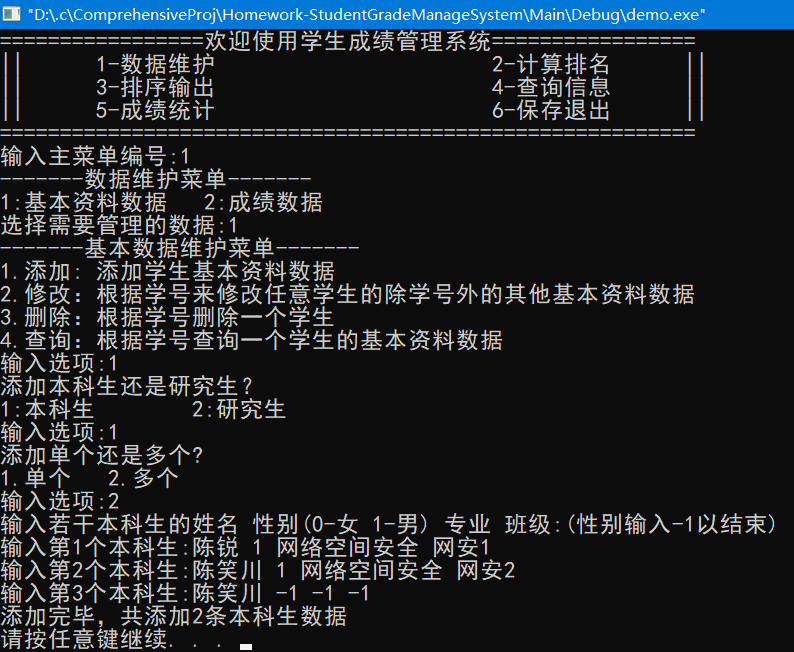 "D:\.c\ComprehensiveProj\Homework-StudentGradeManageSystem\Main\Debug\demo.exe"
=================欢迎使用学生成绩管理系统=================
||      1-数据维护                       2-计算排名      ||
||      3-排序输出                       4-查询信息      ||
||      5-成绩统计                       6-保存退出      ||
==========================================================
输入主菜单编号:1
-------数据维护菜单-------
1:基本资料数据   2:成绩数据
选择需要管理的数据:1
-------基本数据维护菜单-------
1.添加: 添加学生基本资料数据
2.修改: 根据学号来修改任意学生的除学号外的其他基本资料数据
3.删除: 根据学号删除一个学生
4.查询: 根据学号查询一个学生的基本资料数据
输入选项:1
添加本科生还是研究生?
1:本科生        2:研究生
输入选项:1
添加单个还是多个?
1.单个   2.多个
输入选项:2
输入若干本科生的姓名 性别(0-女 1-男) 专业 班级:(性别输入-1以结束)
输入第1个本科生:陈锐 1 网络空间安全 网安1
输入第2个本科生:陈笑川 1 网络空间安全 网安2
输入第3个本科生:陈笑川 -1 -1 -1
添加完毕，共添加2条本科生数据
请按任意键继续. . .